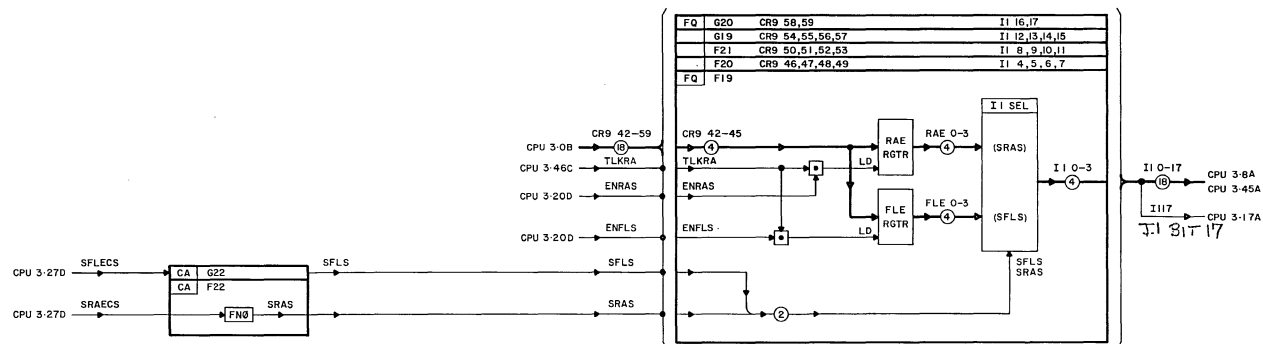 FQ G20 CR9 58,59 I1 16,17
G19 CR9 54,55,56,57 I1 12,13,14,15
F21 CR9 50,51,52,53 I1 8,9,10,11
F20 CR9 46,47,48,49 I1 4,5,6,7
FQ F19
I1 SEL
CPU 3·0B CR9 42-59 18 CR9 42-45 4 RAE RGTR RAE 0-3 4 (SRAS)
CPU 3·46C TLKRA TLKRA LD
I1 0-3 4 I1 0-17 18 CPU 3·8A
CPU 3·45A
CPU 3·20D ENRAS ENRAS
FLE RGTR FLE 0-3 4 (SFLS)
I117 CPU 3·17A
I1 BIT 17
CPU 3·20D ENFLS ENFLS LD
SFLS
SRAS
CPU 3·27D SFLECS CA G22 SFLS SFLS SFLS
CA F22
CPU 3·27D SRAECS FNØ SRAS SRAS SRAS 2